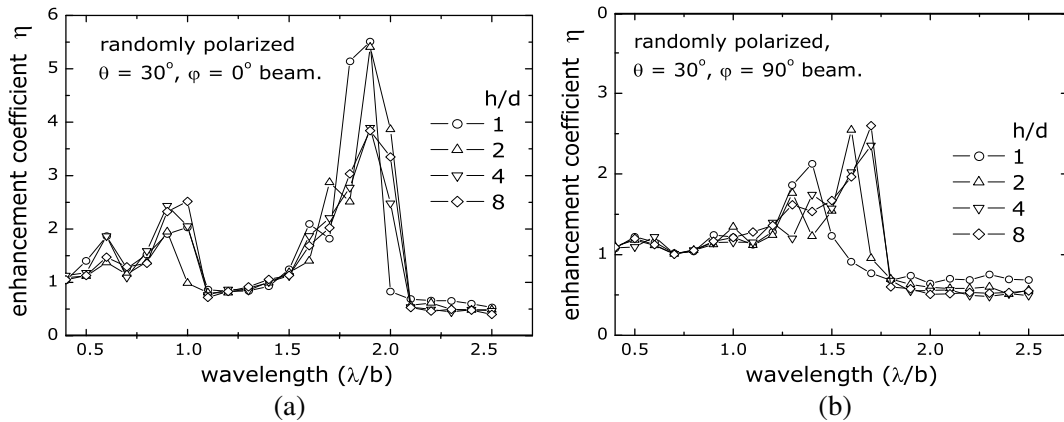 6
5
4
3
2
1
0
enhancement coefficient η
randomly polarized
θ = 30°, φ = 0° beam.
h/d
1
2
4
8
0.5 1.0 1.5 2.0 2.5
wavelength (λ/b)
(a)
0
3
2
1
0
enhancement coefficient η
randomly polarized,
θ = 30°, φ = 90° beam.
h/d
1
2
4
8
0.5 1.0 1.5 2.0 2.5
wavelength (λ/b)
(b)